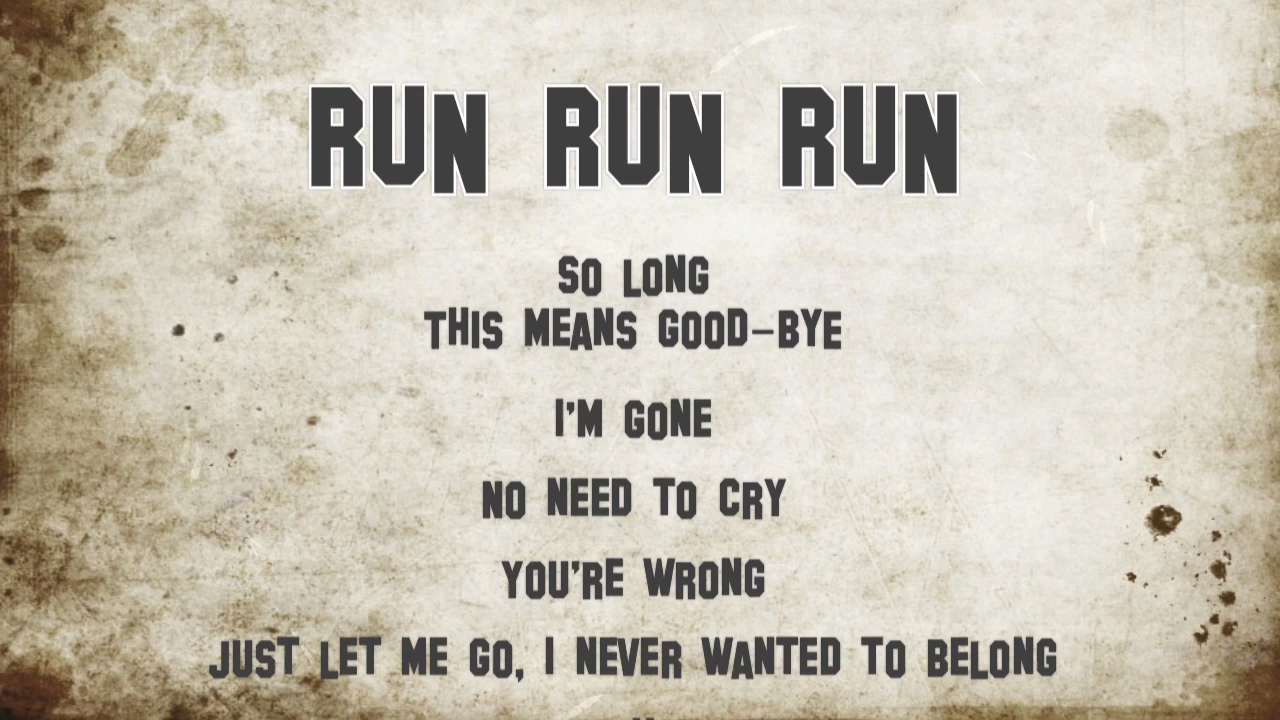 RUN RUN RUN
SO LONG
THIS MEANS GOOD-BYE
I'M GONE
NO NEED TO CRY
YOU'RE WRONG
JUST LET ME GO, I NEVER WANTED TO BELONG